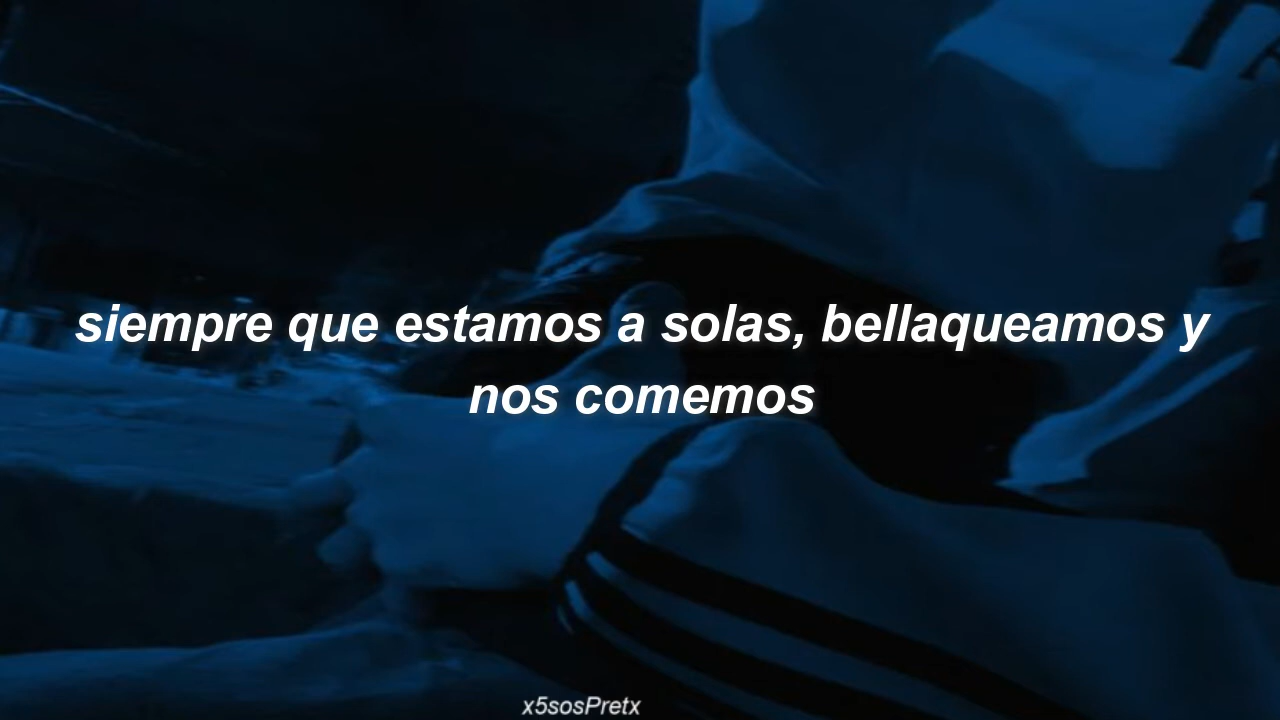 siempre que estamos a solas, bellaqueamos y
nos comemos
x5sosPretx